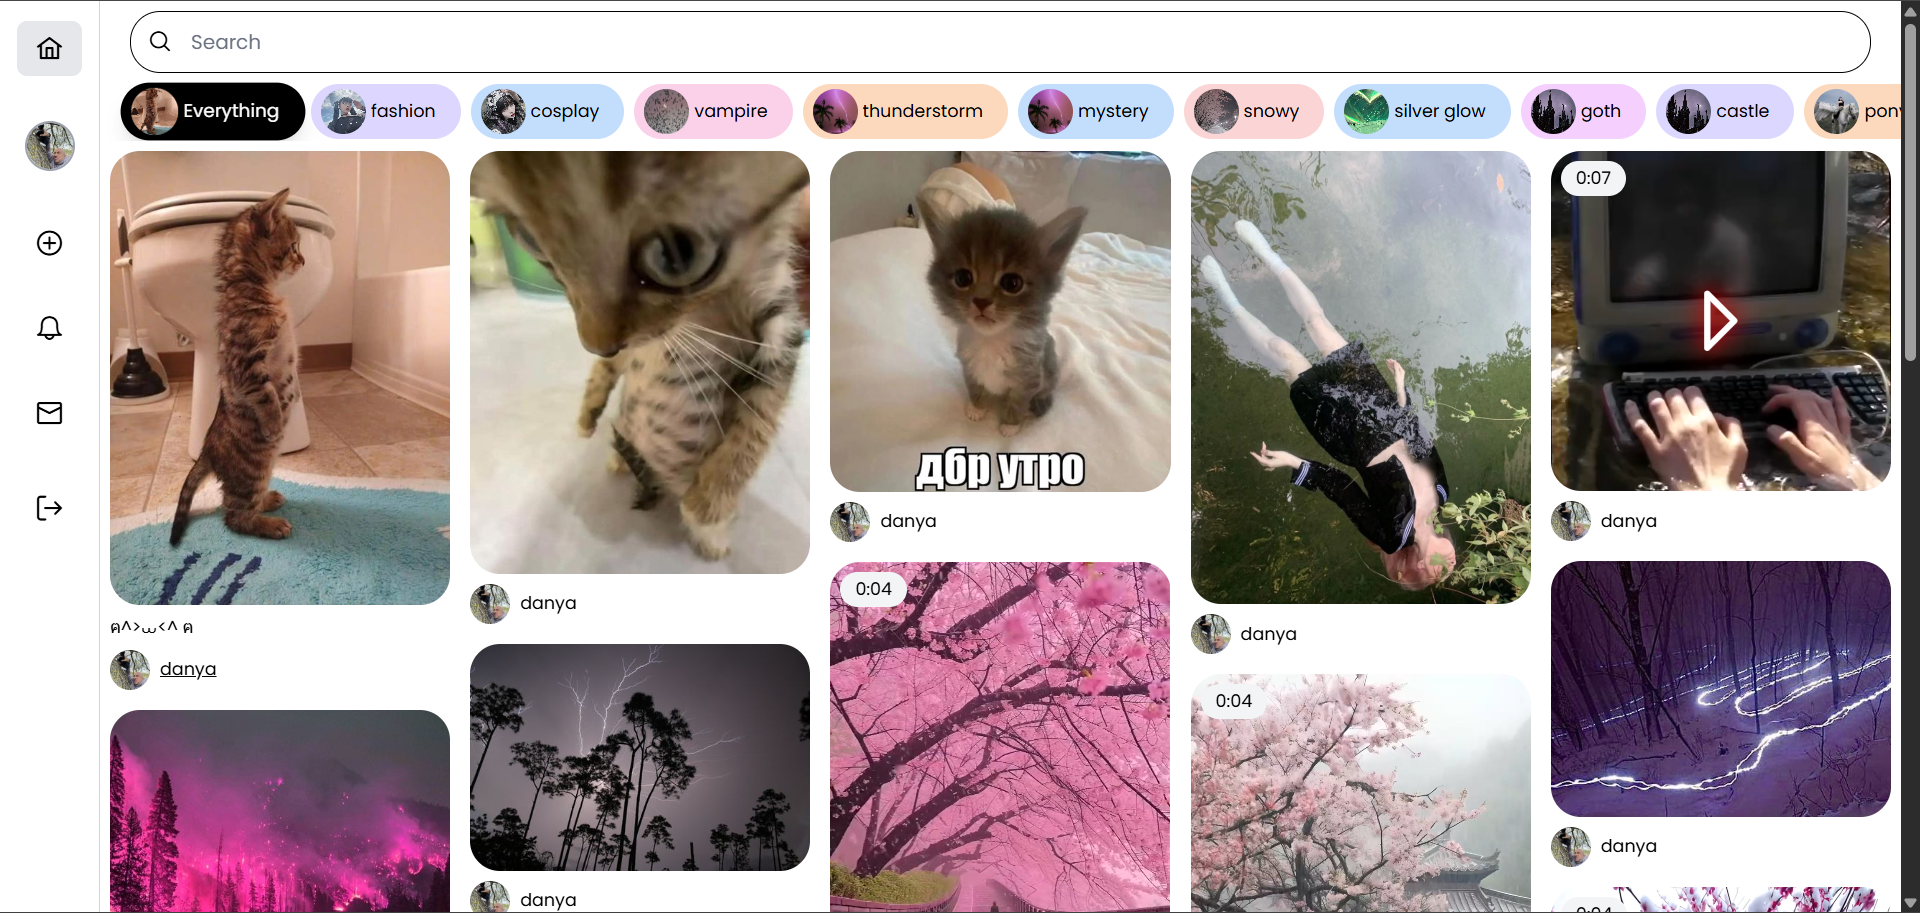 Search
Everything
fashion
cosplay
vampire
thunderstorm
mystery
snowy
silver glow
goth
castle
0:07
дбр утро
danya
danya
0:04
danya
ฅ^>⩊<^ ฅ
danya
danya
0:04
danya
danya